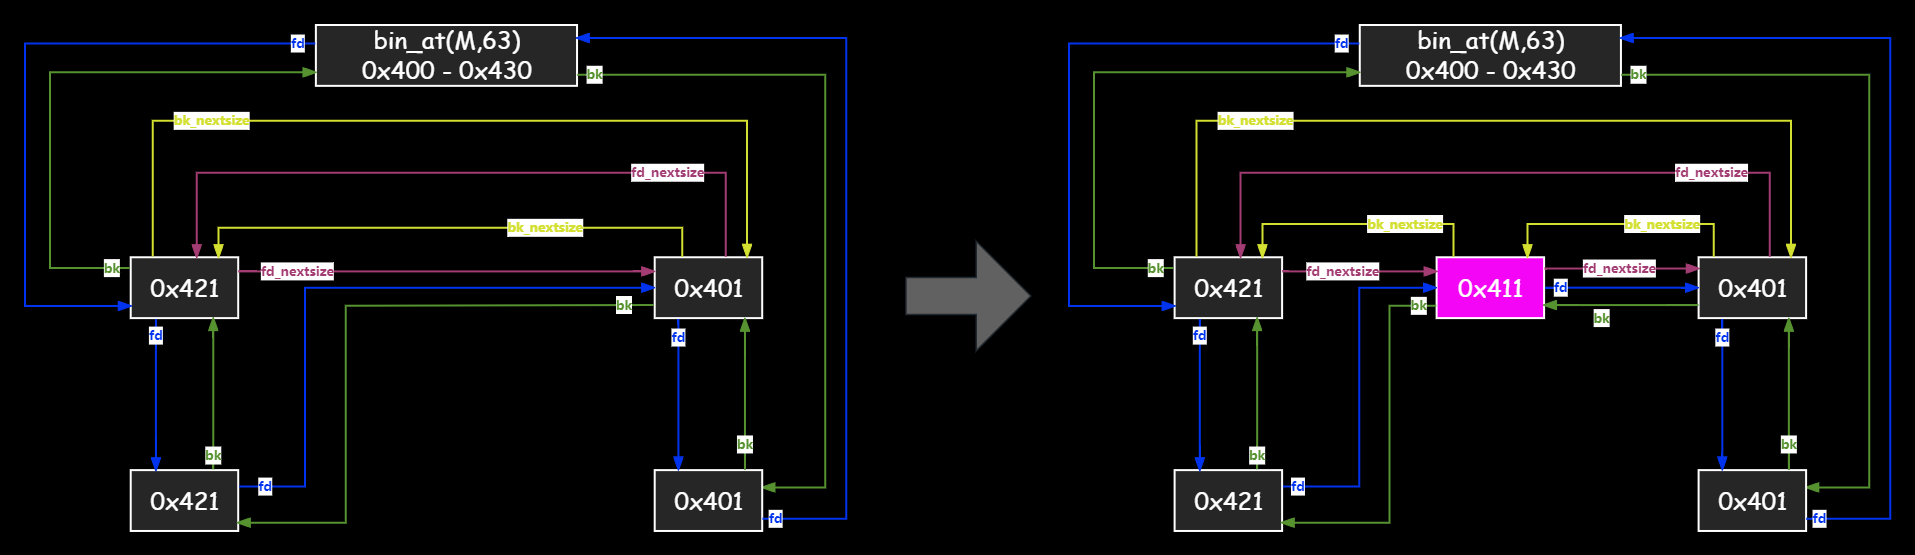 fd
bin_at(M,63)
0x400 - 0x430
bk
bk_nextsize
fd_nextsize
bk_nextsize
bk
0x421
fd_nextsize
0x401
bk
fd
fd
bk
bk
0x421
fd
0x401
fd
fd
bin_at(M,63)
0x400 - 0x430
bk
bk_nextsize
fd_nextsize
bk_nextsize
bk_nextsize
bk
0x421
fd_nextsize
0x411
fd_nextsize
fd
0x401
bk
bk
fd
fd
bk
bk
0x421
fd
0x401
fd